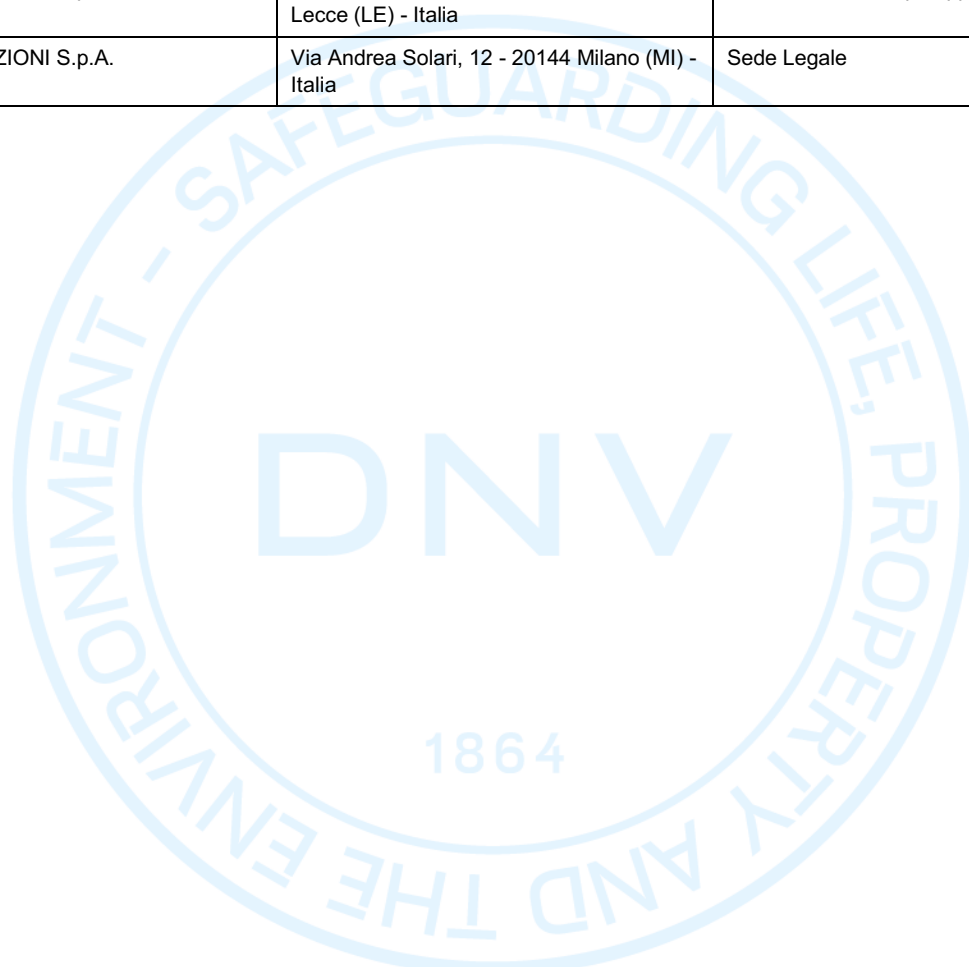 Lecce (LE) - Italia
ZIONI S.p.A.
Via Andrea Solari, 12 - 20144 Milano (MI) -
Italia
Sede Legale
SAFEGUARDING LIFE, PROPERTY AND THE ENVIRONMENT -
DNV
1864